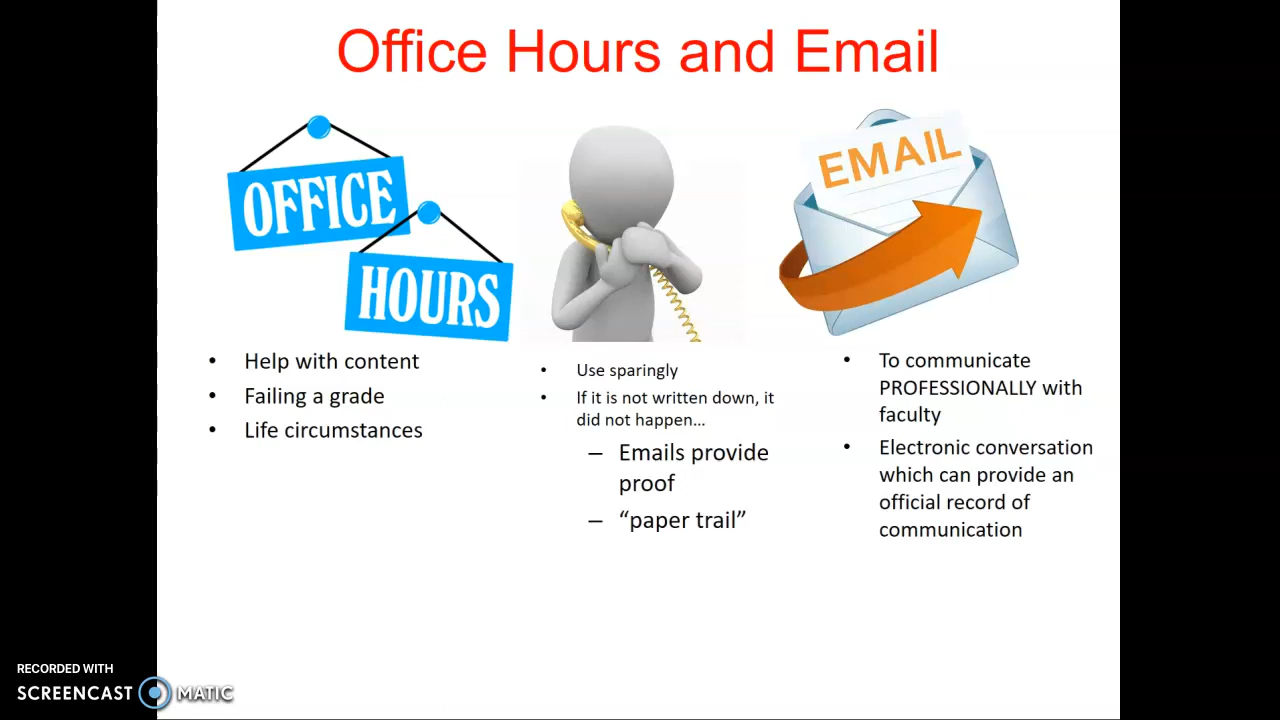 Office Hours and Email
OFFICE
HOURS
• Help with content
• Failing a grade
• Life circumstances
• Use sparingly
• If it is not written down, it
did not happen...
– Emails provide
proof
– “paper trail”
EMAIL
• To communicate
PROFESSIONALLY with
faculty
• Electronic conversation
which can provide an
official record of
communication
RECORDED WITH
SCREENCAST MATIC